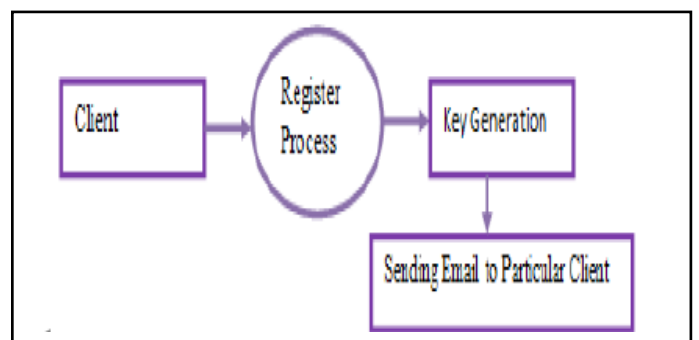 Client
Register
Process
Key Generation
Sending Email to Particular Client